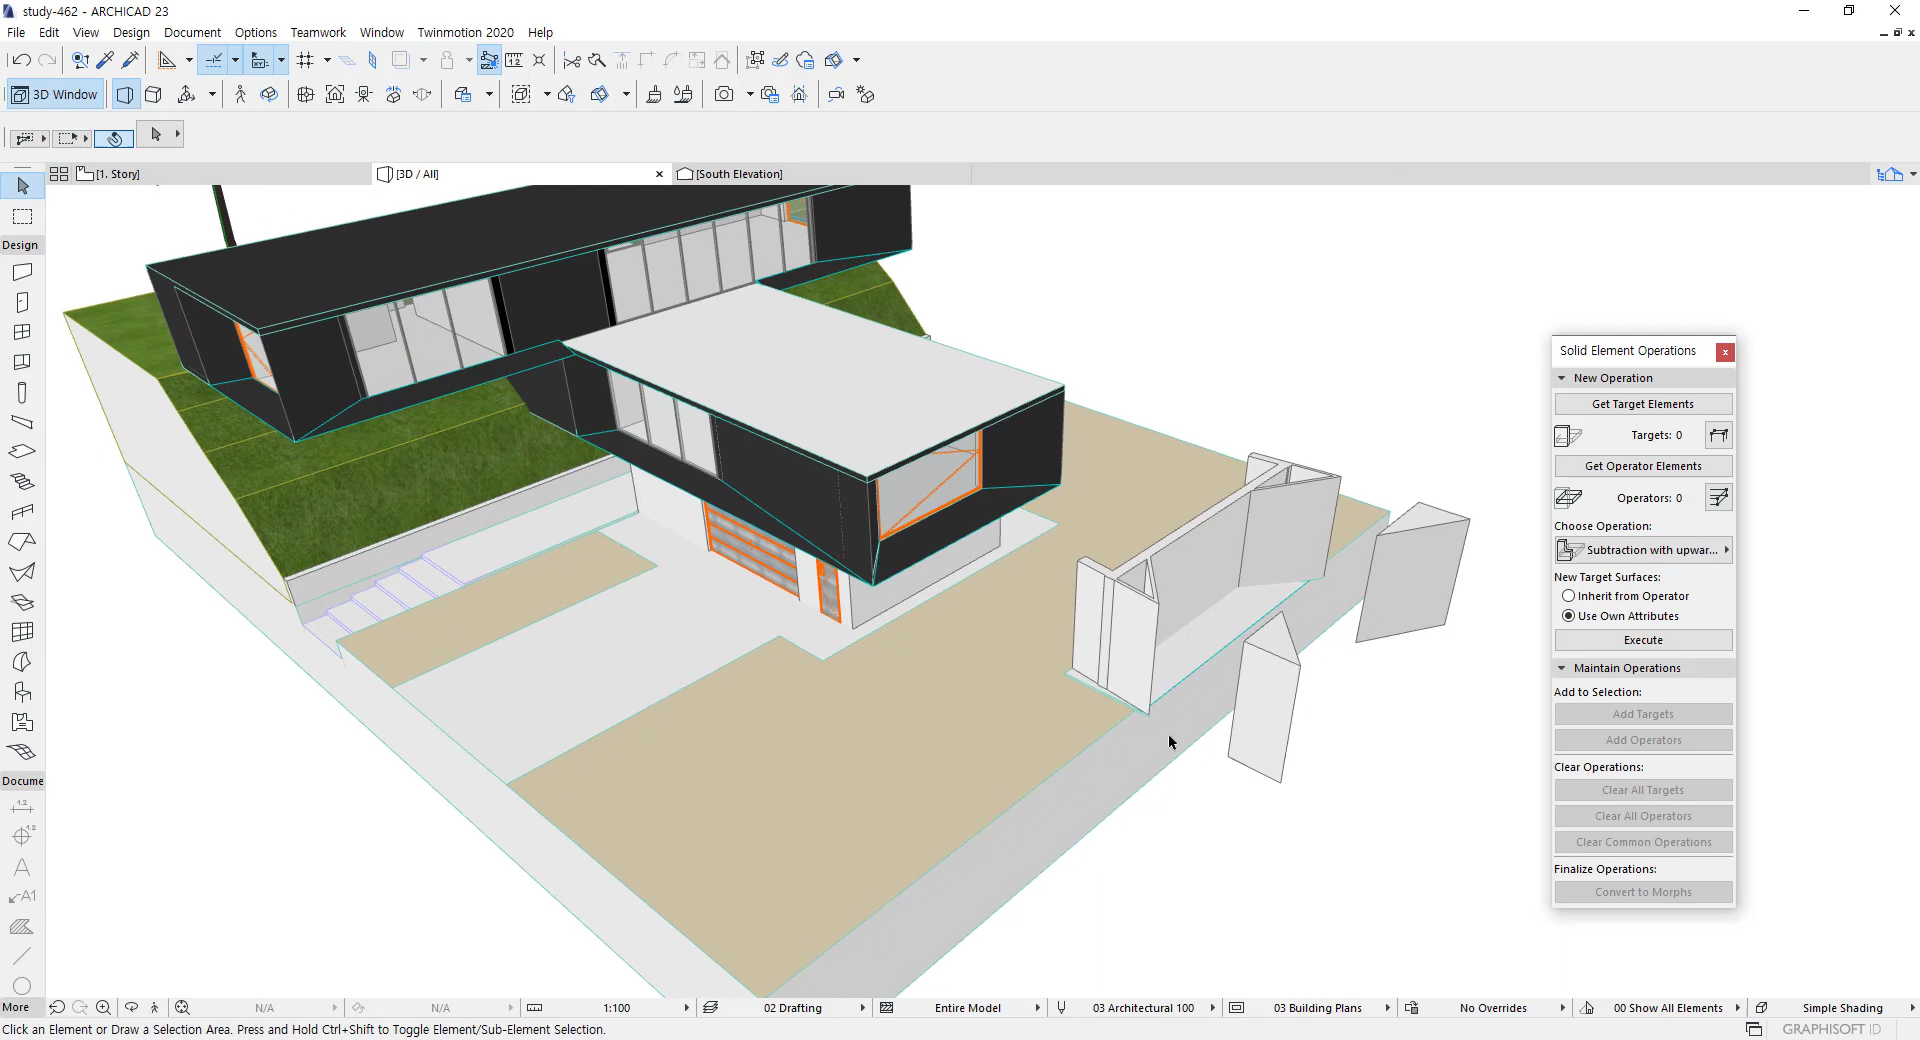 study-462 - ARCHICAD 23
File Edit View Design Document Options Teamwork Window Twinmotion 2020 Help
3D Window
[1. Story]
[3D / All]
[South Elevation]
Design
Docume
1.2
1.2
A
A1
More
Solid Element Operations
New Operation
Get Target Elements
Targets: 0
Get Operator Elements
Operators: 0
Choose Operation:
Subtraction with upwar...
New Target Surfaces:
Inherit from Operator
Use Own Attributes
Execute
Maintain Operations
Add to Selection:
Add Targets
Add Operators
Clear Operations:
Clear All Targets
Clear All Operators
Clear Common Operations
Finalize Operations:
Convert to Morphs
N/A N/A 1:100 02 Drafting Entire Model 03 Architectural 100 03 Building Plans No Overrides 00 Show All Elements Simple Shading
Click an Element or Draw a Selection Area. Press and Hold Ctrl+Shift to Toggle Element/Sub-Element Selection.
GRAPHISOFT ID